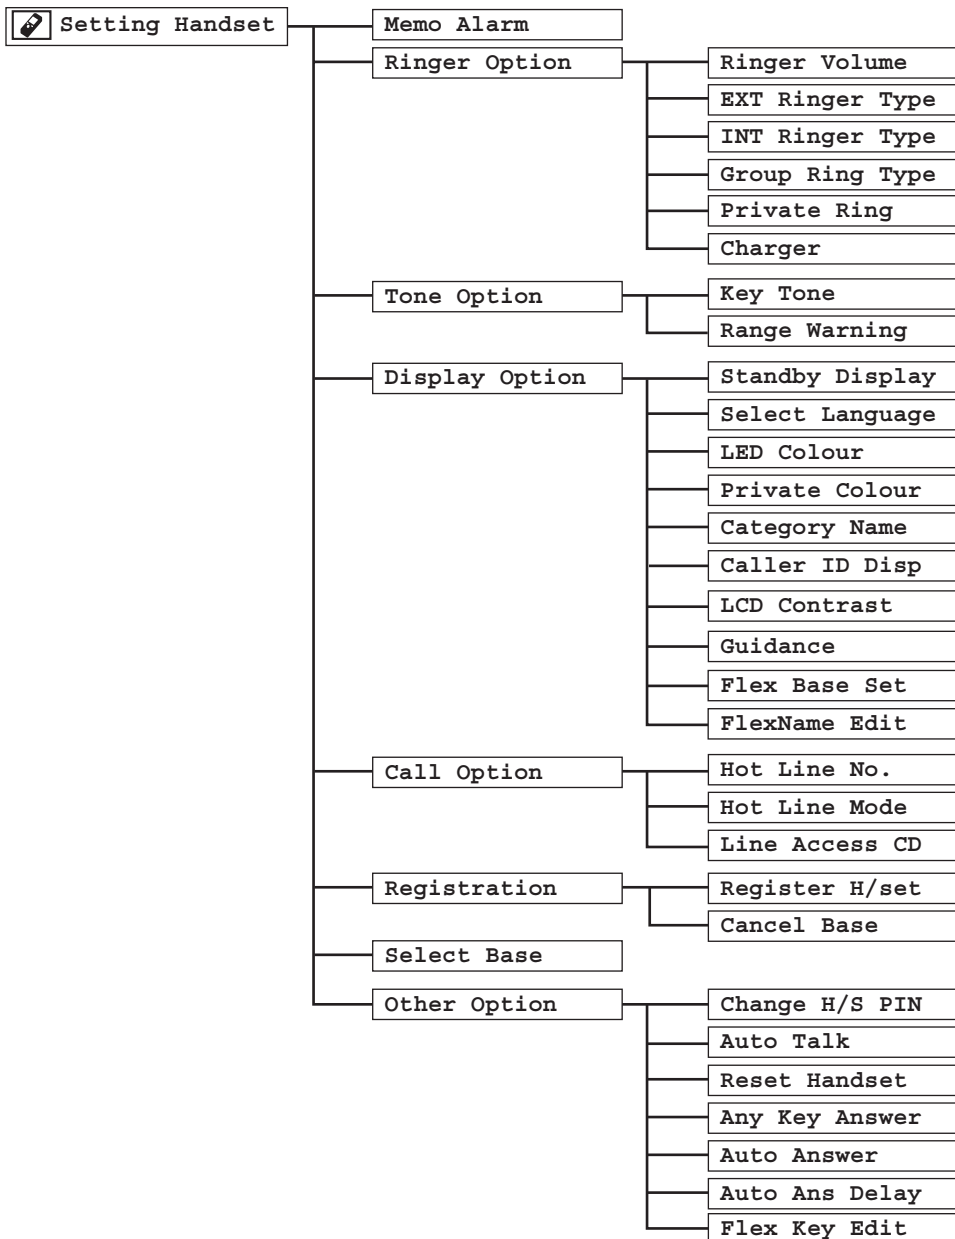 Setting Handset
Memo Alarm
Ringer Option
Ringer Volume
EXT Ringer Type
INT Ringer Type
Group Ring Type
Private Ring
Charger
Tone Option
Key Tone
Range Warning
Display Option
Standby Display
Select Language
LED Colour
Private Colour
Category Name
Caller ID Disp
LCD Contrast
Guidance
Flex Base Set
FlexName Edit
Call Option
Hot Line No.
Hot Line Mode
Line Access CD
Registration
Register H/set
Cancel Base
Select Base
Other Option
Change H/S PIN
Auto Talk
Reset Handset
Any Key Answer
Auto Answer
Auto Ans Delay
Flex Key Edit